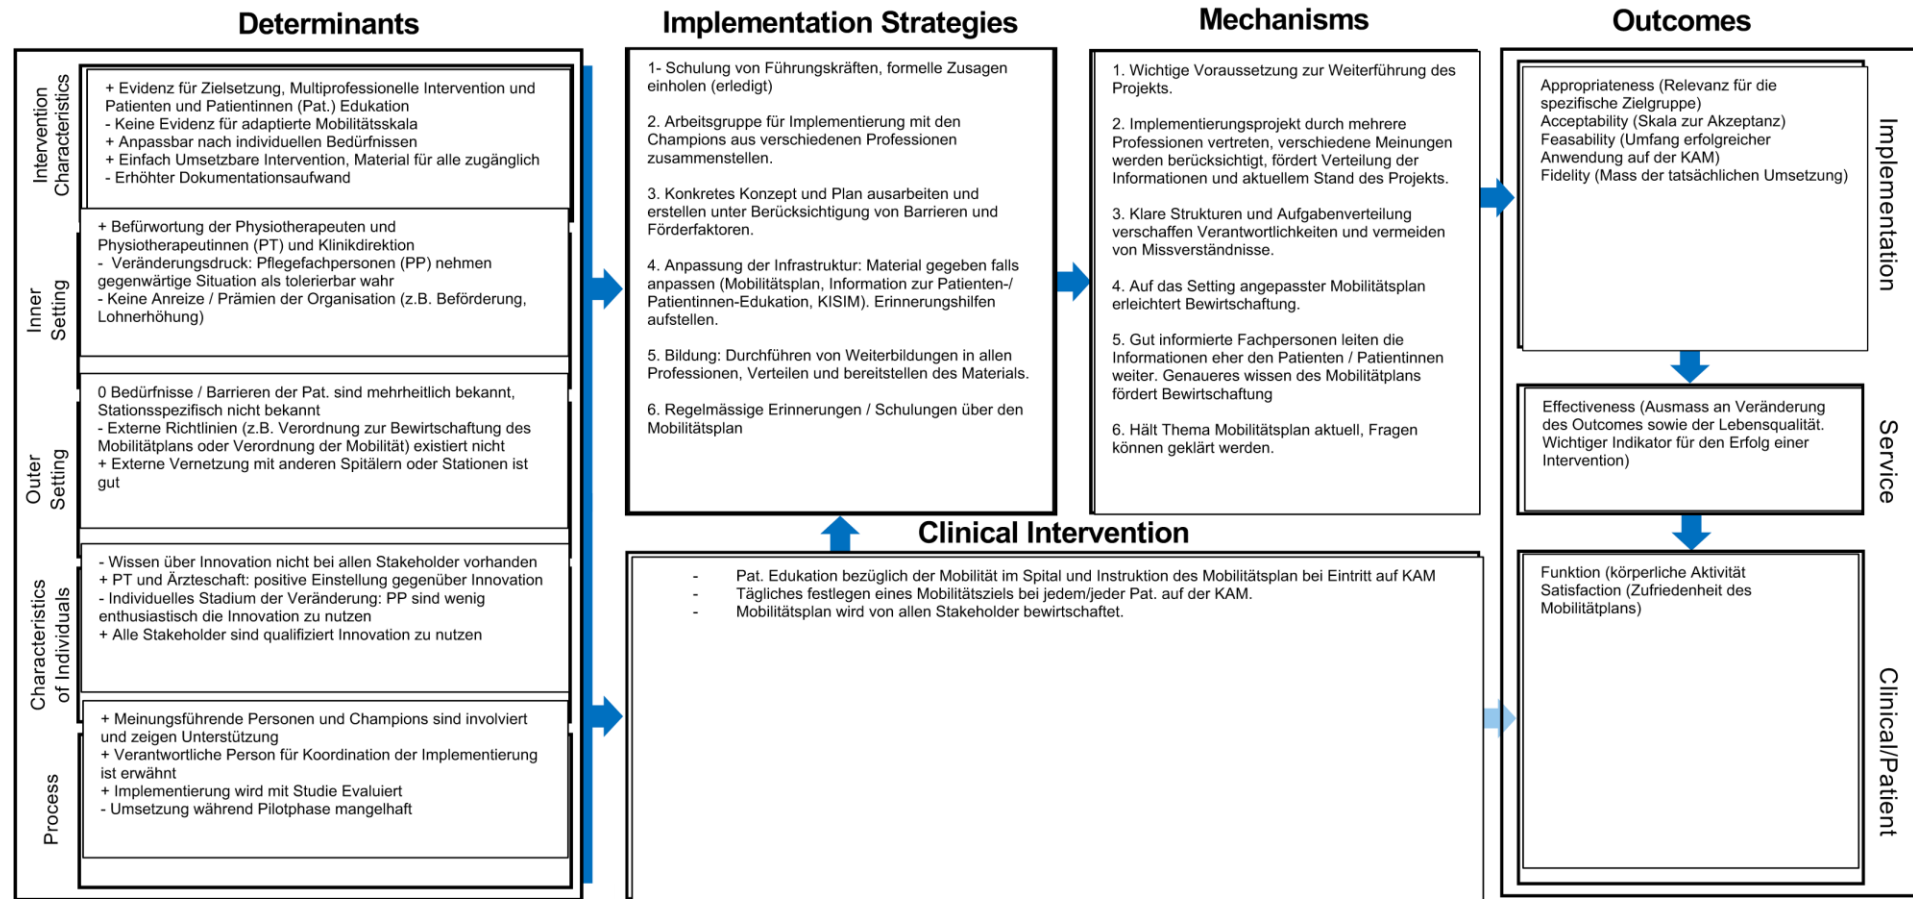 Determinants
Intervention
Characteristics
+ Evidenz für Zielsetzung, Multiprofessionelle Intervention und
Patienten und Patientinnen (Pat.) Edukation
- Keine Evidenz für adaptierte Mobilitätsskala
+ Anpassbar nach individuellen Bedürfnissen
+ Einfach Umsetzbare Intervention, Material für alle zugänglich
- Erhöhter Dokumentationsaufwand
Inner
Setting
+ Befürwortung der Physiotherapeuten und
Physiotherapeutinnen (PT) und Klinikdirektion
- Veränderungsdruck: Pflegefachpersonen (PP) nehmen
gegenwärtige Situation als tolerierbar wahr
- Keine Anreize / Prämien der Organisation (z.B. Beförderung,
Lohnerhöhung)
Outer
Setting
0 Bedürfnisse / Barrieren der Pat. sind mehrheitlich bekannt,
Stationsspezifisch nicht bekannt
- Externe Richtlinien (z.B. Verordnung zur Bewirtschaftung des
Mobilitätplans oder Verordnung der Mobilität) existiert nicht
+ Externe Vernetzung mit anderen Spitälern oder Stationen ist
gut
Characteristics
of Individuals
- Wissen über Innovation nicht bei allen Stakeholder vorhanden
+ PT und Ärzteschaft: positive Einstellung gegenüber Innovation
- Individuelles Stadium der Veränderung: PP sind wenig
enthusiastisch die Innovation zu nutzen
+ Alle Stakeholder sind qualifiziert Innovation zu nutzen
Process
+ Meinungsführende Personen und Champions sind involviert
und zeigen Unterstützung
+ Verantwortliche Person für Koordination der Implementierung
ist erwähnt
+ Implementierung wird mit Studie Evaluiert
- Umsetzung während Pilotphase mangelhaft
Implementation Strategies
1- Schulung von Führungskräften, formelle Zusagen
einholen (erledigt)
2. Arbeitsgruppe für Implementierung mit den
Champions aus verschiedenen Professionen
zusammenstellen.
3. Konkretes Konzept und Plan ausarbeiten und
erstellen unter Berücksichtigung von Barrieren und
Förderfaktoren.
4. Anpassung der Infrastruktur: Material gegeben falls
anpassen (Mobilitätsplan, Information zur Patienten-/
Patientinnen-Edukation, KISIM). Erinnerungshilfen
aufstellen.
5. Bildung: Durchführen von Weiterbildungen in allen
Professionen, Verteilen und bereitstellen des Materials.
6. Regelmässige Erinnerungen / Schulungen über den
Mobilitätsplan
Mechanisms
1. Wichtige Voraussetzung zur Weiterführung des
Projekts.
2. Implementierungsprojekt durch mehrere
Professionen vertreten, verschiedene Meinungen
werden berücksichtigt, fördert Verteilung der
Informationen und aktuellem Stand des Projekts.
3. Klare Strukturen und Aufgabenverteilung
verschaffen Verantwortlichkeiten und vermeiden
von Missverständnisse.
4. Auf das Setting angepasster Mobilitätsplan
erleichtert Bewirtschaftung.
5. Gut informierte Fachpersonen leiten die
Informationen eher den Patienten / Patientinnen
weiter. Genaueres wissen des Mobilitätplans
fördert Bewirtschaftung
6. Hält Thema Mobilitätsplan aktuell, Fragen
können geklärt werden.
Clinical Intervention
- Pat. Edukation bezüglich der Mobilität im Spital und Instruktion des Mobilitätsplan bei Eintritt auf KAM
- Tägliches festlegen eines Mobilitätsziels bei jedem/jeder Pat. auf der KAM.
- Mobilitätsplan wird von allen Stakeholder bewirtschaftet.
Outcomes
Appropriateness (Relevanz für die
spezifische Zielgruppe)
Acceptability (Skala zur Akzeptanz)
Feasability (Umfang erfolgreicher
Anwendung auf der KAM)
Fidelity (Mass der tatsächlichen Umsetzung)
Implementation
Effectiveness (Ausmass an Veränderung
des Outcomes sowie der Lebensqualität.
Wichtiger Indikator für den Erfolg einer
Intervention)
Service
Funktion (körperliche Aktivität
Satisfaction (Zufriedenheit des
Mobilitätplans)
Clinical/Patient